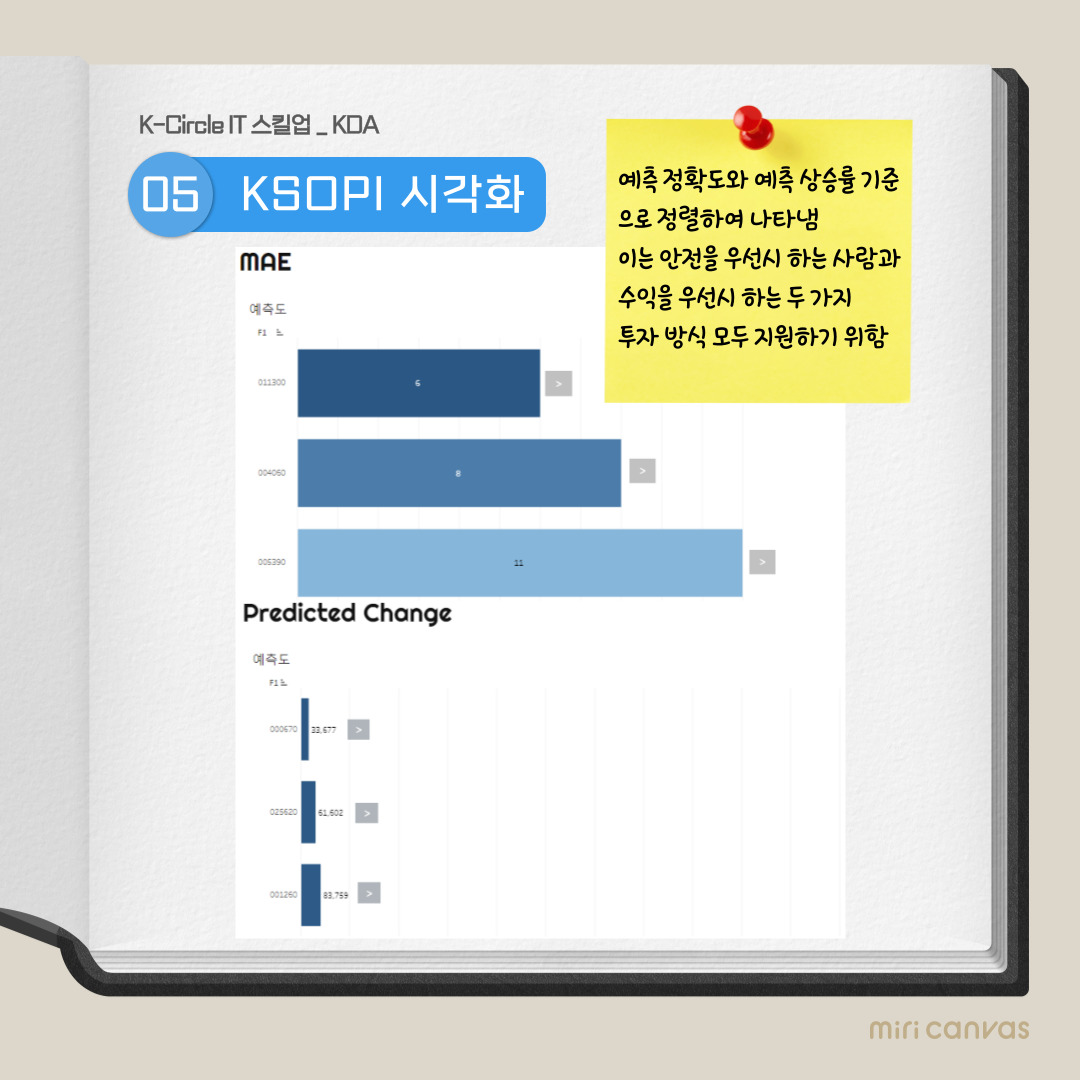 K-Circle IT 스킬업 _ KDA
05 KSOPI 시각화
예측 정확도와 예측 상승률 기준
으로 정렬하여 나타냄
이는 안전을 우선시 하는 사람과
수익을 우선시 하는 두 가지
투자 방식 모두 지원하기 위함
MAE
예측도
F1
011300 6 >
004060 8 >
005390 11 >
Predicted Change
예측도
F1
000670 33,677 >
025620 61,602 >
001260 83,759 >
miri canvas